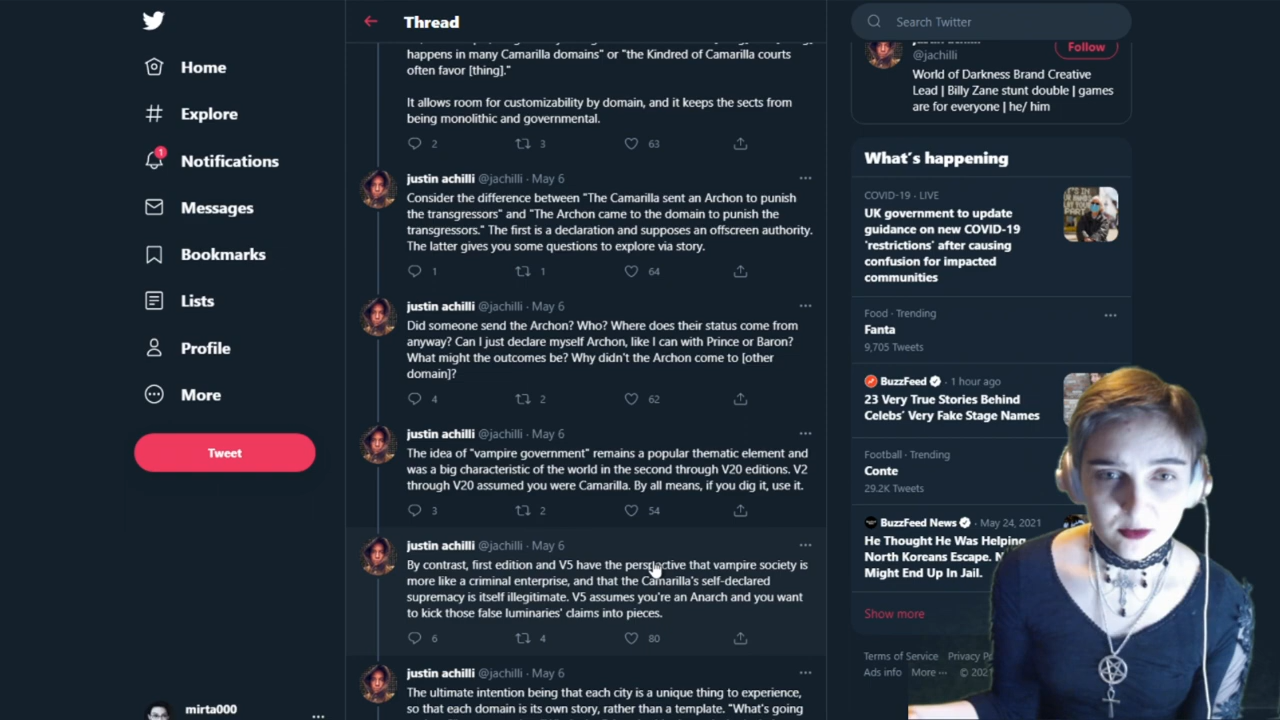 Home
Explore
1
Notifications
Messages
Bookmarks
Lists
Profile
More
Tweet
mirta000
Thread
happens in many Camarilla domains" or "the Kindred of Camarilla courts
often favor [thing]."
It allows room for customizability by domain, and it keeps the sects from
being monolithic and governmental.
2 3 63
justin achilli @jachilli · May 6
Consider the difference between "The Camarilla sent an Archon to punish
the transgressors" and "The Archon came to the domain to punish the
transgressors." The first is a declaration and supposes an offscreen authority.
The latter gives you some questions to explore via story.
1 1 64
justin achilli @jachilli · May 6
Did someone send the Archon? Who? Where does their status come from
anyway? Can I just declare myself Archon, like I can with Prince or Baron?
What might the outcomes be? Why didn't the Archon come to [other
domain]?
4 2 62
justin achilli @jachilli · May 6
The idea of "vampire government" remains a popular thematic element and
was a big characteristic of the world in the second through V20 editions. V2
through V20 assumed you were Camarilla. By all means, if you dig it, use it.
3 2 54
justin achilli @jachilli · May 6
By contrast, first edition and V5 have the perspective that vampire society is
more like a criminal enterprise, and that the Camarilla's self-declared
supremacy is itself illegitimate. V5 assumes you're an Anarch and you want
to kick those false luminaries' claims into pieces.
6 4 80
justin achilli @jachilli · May 6
The ultimate intention being that each city is a unique thing to experience,
so that each domain is its own story, rather than a template. "What's going
Search Twitter
justin achilli
@jachilli
Follow
World of Darkness Brand Creative
Lead | Billy Zane stunt double | games
are for everyone | he/ him
What's happening
COVID-19 · LIVE
UK government to update
guidance on new COVID-19
'restrictions' after causing
confusion for impacted
communities
Food · Trending
Fanta
9,705 Tweets
BuzzFeed · 1 hour ago
23 Very True Stories Behind
Celebs' Very Fake Stage Names
Football · Trending
Conte
29.2K Tweets
BuzzFeed News · May 24, 2021
He Thought He Was Helping
North Koreans Escape.
Might End Up In Jail.
Show more
Terms of Service Privacy
Ads info More © 2021